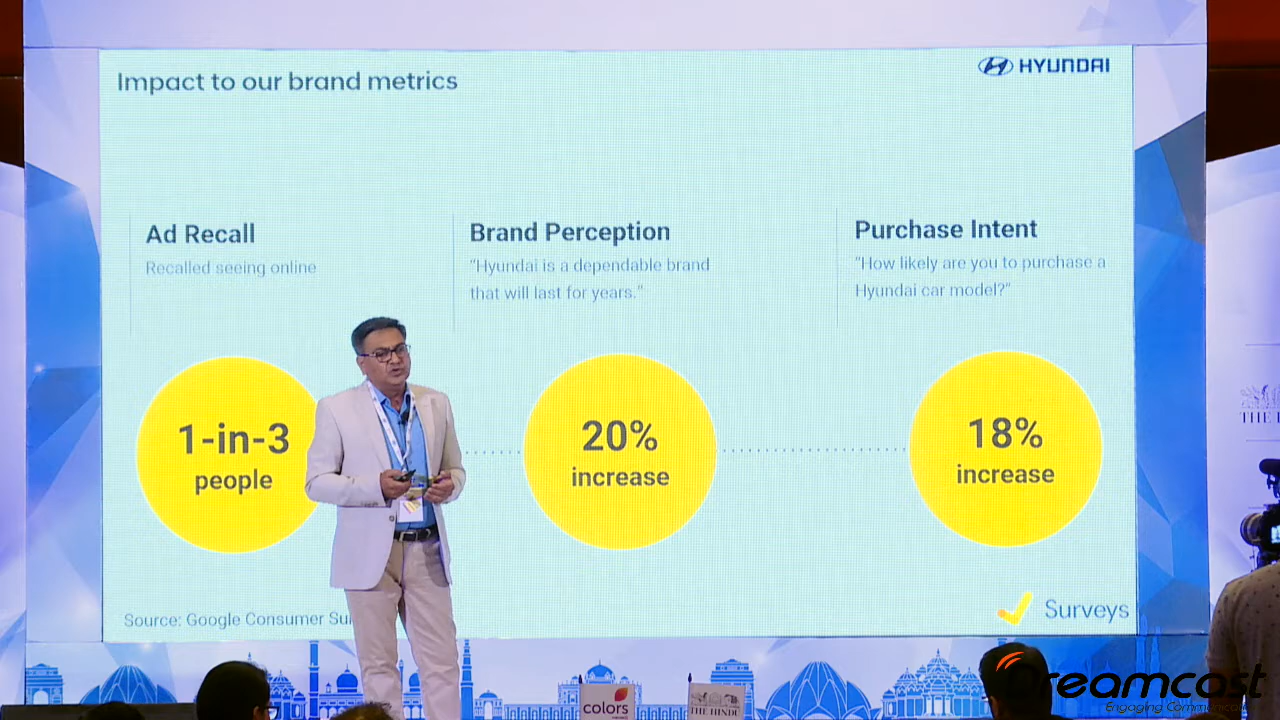 Impact to our brand metrics
HYUNDAI
Ad Recall
Recalled seeing online
Brand Perception
"Hyundai is a dependable brand
that will last for years."
Purchase Intent
"How likely are you to purchase a
Hyundai car model?"
1-in-3
people
20%
increase
18%
increase
Source: Google Consumer
Surveys
colors
THE HINDU
THE
Dreamcast
Engaging